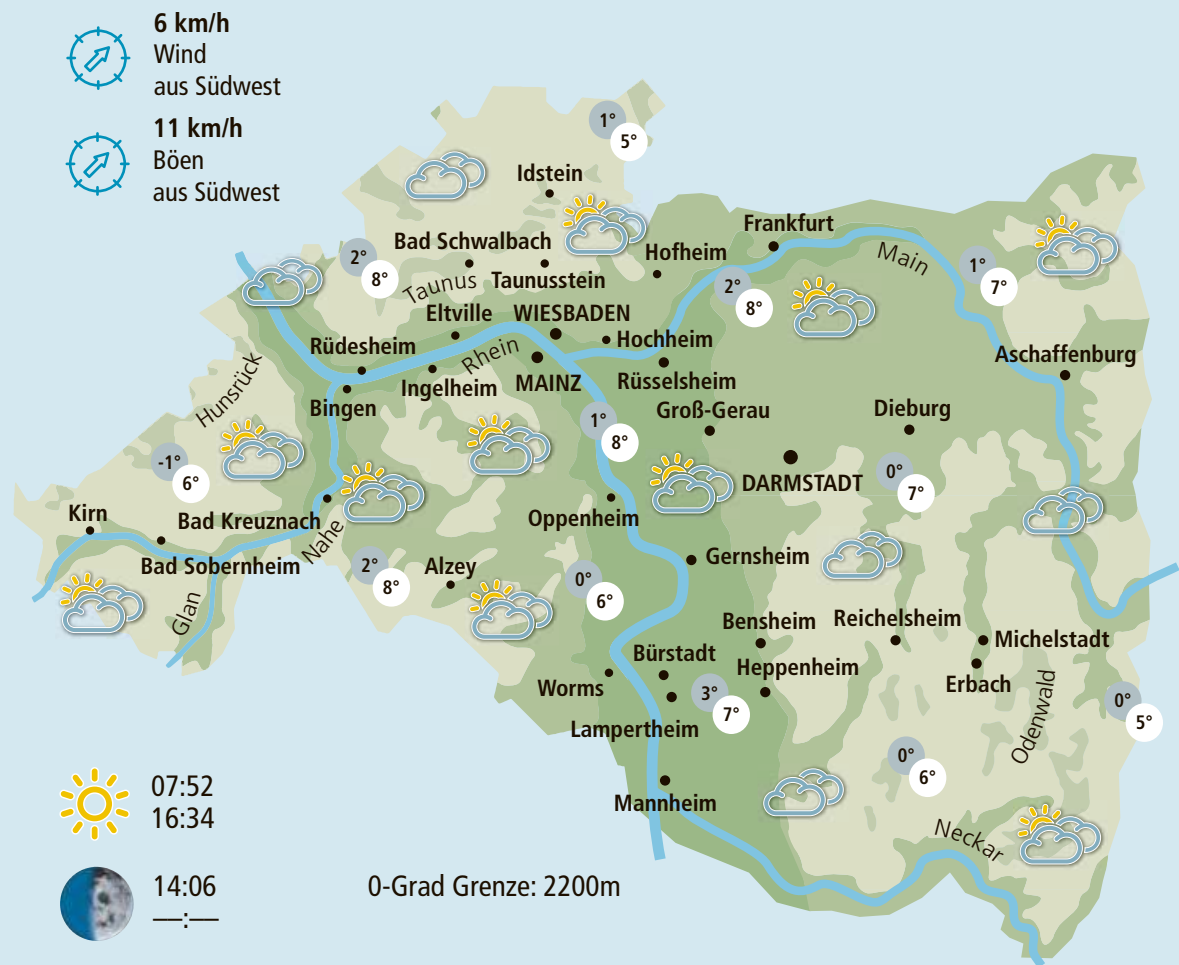 6 km/h
Wind
aus Südwest
11 km/h
Böen
aus Südwest
1°
5°
Idstein
Frankfurt
Bad Schwalbach
Hofheim
Main
2°
8°
Taunus
Taunusstein
2°
8°
1°
7°
Eltville
WIESBADEN
Hochheim
Rüdesheim
Rhein
Aschaffenburg
Ingelheim
MAINZ
Rüsselsheim
Hunsrück
Bingen
Groß-Gerau
Dieburg
1°
8°
-1°
6°
DARMSTADT
0°
7°
Kirn
Bad Kreuznach
Nahe
Oppenheim
Bad Sobernheim
2°
8°
Alzey
Gernsheim
0°
6°
Glan
Bensheim
Reichelsheim
Michelstadt
Bürstadt
Heppenheim
Erbach
Worms
3°
7°
Odenwald
0°
5°
Lampertheim
0°
6°
Mannheim
Neckar
07:52
16:34
14:06
––:––
0-Grad Grenze: 2200m